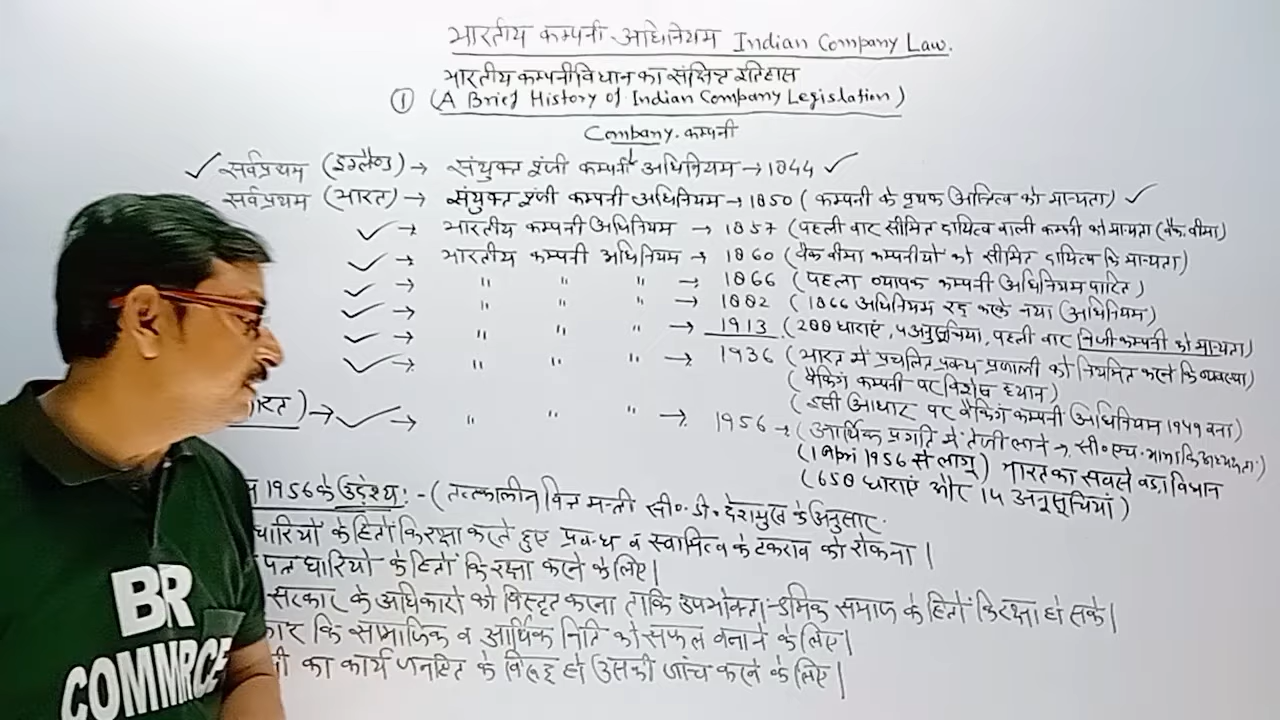 भारतीय कम्पनी अधिनियम Indian Company Law.
भारतीय कम्पनी विधान का संक्षिप्त इतिहास
① (A Brief History of Indian Company Legislation)
Company. कम्पनी
✓ सर्वप्रथम (इंग्लैण्ड) → संयुक्त पूंजी कम्पनी अधिनियम → 1844 ✓
सर्वप्रथम (भारत) → संयुक्त पूंजी कम्पनी अधिनियम → 1850 (कम्पनी के पृथक अस्तित्व को मान्यता) ✓
✓ → भारतीय कम्पनी अधिनियम → 1857 (पहली बार सीमित दायित्व वाली कम्पनी को मान्यता (बैंक. बीमा)
✓ → भारतीय कम्पनी अधिनियम → 1860 (बैंक बीमा कम्पनीयों को सीमित दायित्व कि मान्यता)
✓ → " " " → 1866 (पहला व्यापक कम्पनी अधिनियम पारित)
✓ → " " " → 1882 (1866 अधिनियम रद्द करके नया अधिनियम)
✓ → " " " → 1913 (288 धाराएं, 4 अनुसूचियां, पहली बार निजी कम्पनी को मान्यता)
✓ → " " " → 1936 (भारत में प्रचलित प्रबन्ध प्रणाली को नियमित करने कि व्यवस्था)
(बैंकिंग कम्पनी पर विशेष ध्यान)
(इसी आधार पर बैंकिंग कम्पनी अधिनियम 1949 बना)
ारत) → ✓ → " " " → 1956 → (आर्थिक प्रगति में तेजी लाने → सी० एच. भाभा कि अध्यक्षता)
(1 April 1956 से लागू) भारत का सबसे बड़ा विधान
(658 धाराएं और 14 अनुसूचियां)
1956 के उद्देश्य :- (तत्कालीन) वित्त मन्त्री सी० डी० देशमुख के अनुसार.
धारियों के हितों कि रक्षा करते हुए प्रबन्ध व स्वामित्व के टकराव को रोकना।
पत्र धारियों के हितों कि रक्षा करने के लिए।
सरकार के अधिकारों को विस्तृत करना ताकि उपभोक्ता-श्रमिक समाज के हितों कि रक्षा हो सके।
कार कि सामाजिक व आर्थिक निति को सफल बनाने के लिए।
नी का कार्य जनहित के विरुद्ध हो उसकी जांच करने के लिए।
BR
COMMRCE